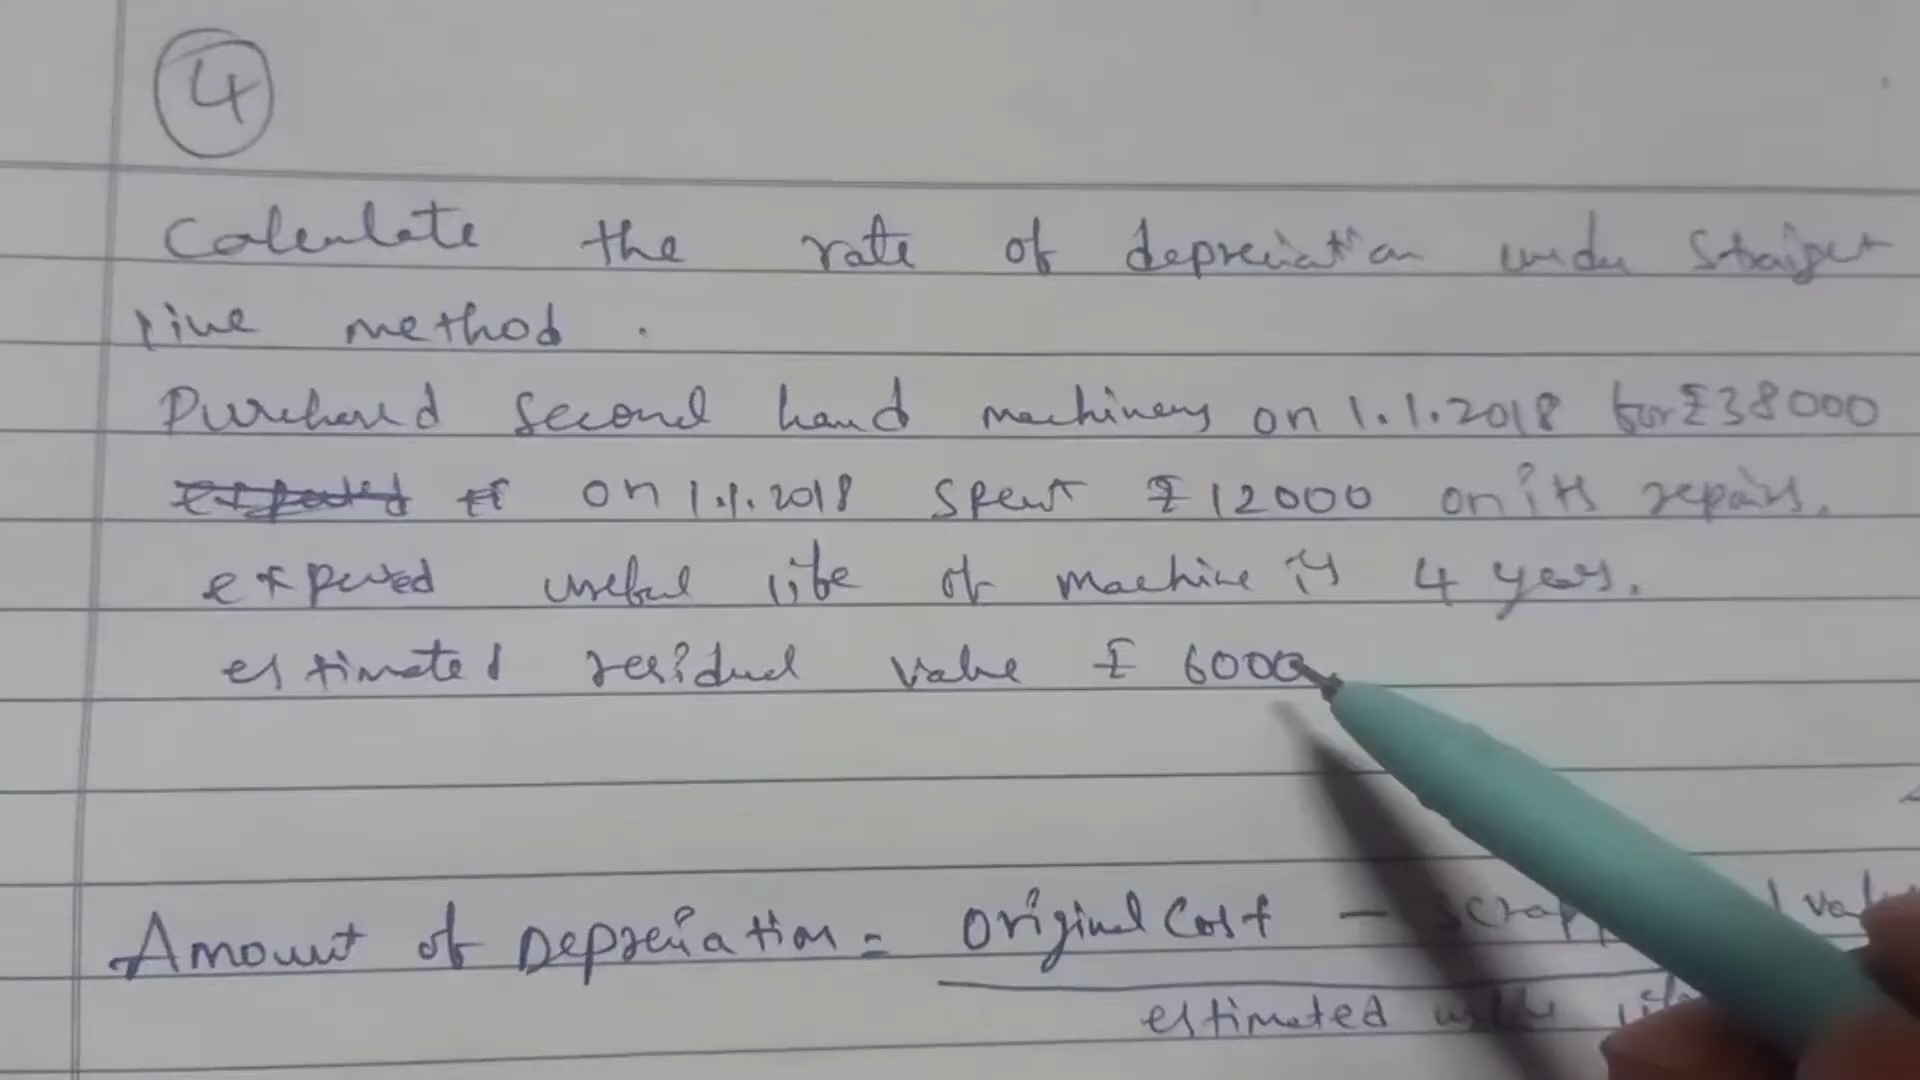 4
Calculate the rate of depreciation under straight
line method.
Purchased second hand machinery on 1.1.2018 for ₹38000
on 1.1.2018 spent ₹12000 on its repairs.
expected useful life of machine is 4 years.
estimated residual value ₹ 6000
Amount of Depreciation = Original Cost - scrap
estimated